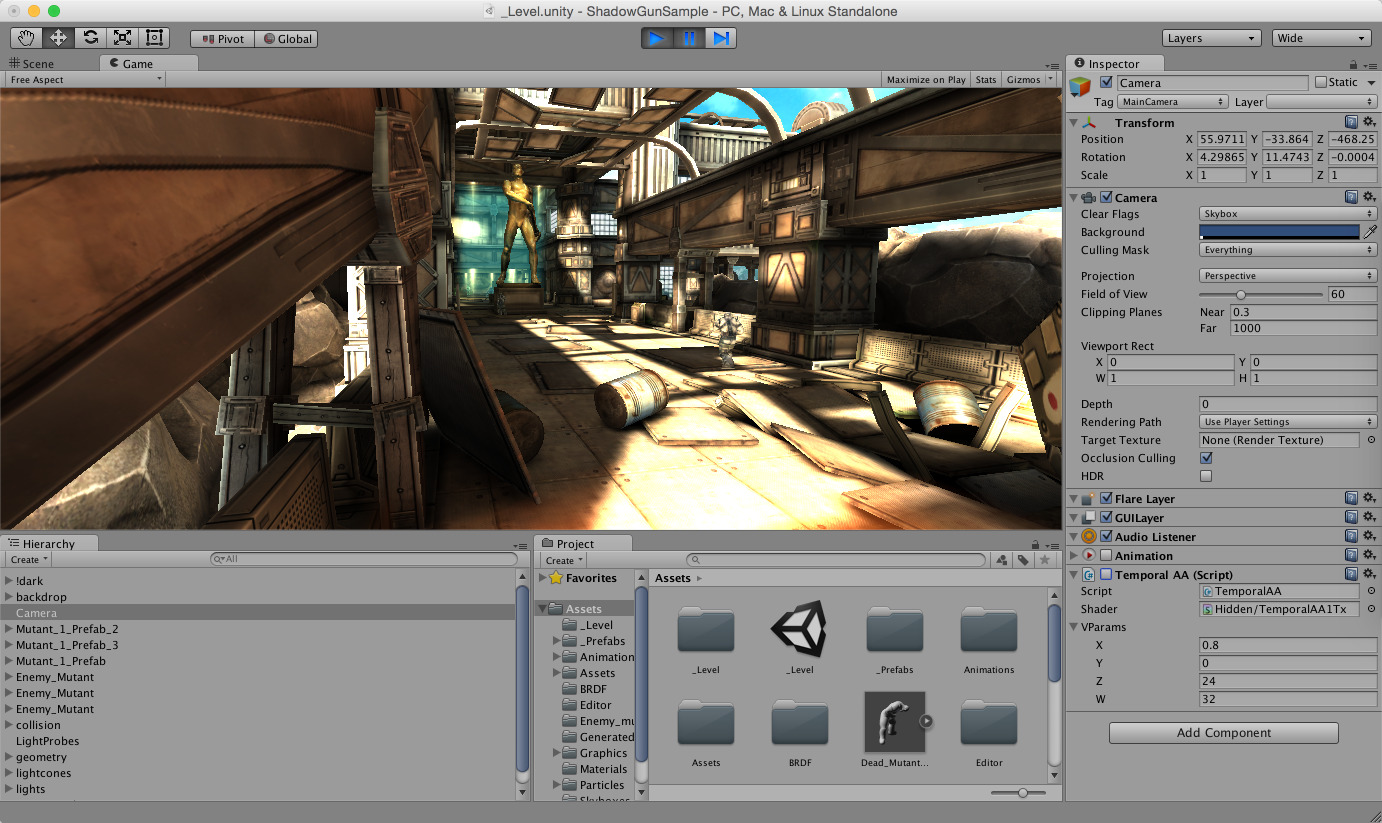 _Level.unity - ShadowGunSample - PC, Mac & Linux Standalone
Pivot Global Layers Wide
Scene Game
Free Aspect Maximize on Play Stats Gizmos
Inspector
Camera Static
Tag MainCamera Layer
Transform
Position X 55.9711 Y -33.864 Z -468.25
Rotation X 4.29865 Y 11.4743 Z -0.0004
Scale X 1 Y 1 Z 1
Camera
Clear Flags Skybox
Background
Culling Mask Everything
Projection Perspective
Field of View 60
Clipping Planes Near 0.3
Far 1000
Viewport Rect
X 0 Y 0
W 1 H 1
Depth 0
Rendering Path Use Player Settings
Target Texture None (Render Texture)
Occlusion Culling
HDR
Flare Layer
GUILayer
Audio Listener
Animation
Temporal AA (Script)
Script TemporalAA
Shader Hidden/TemporalAA1Tx
VParams
X 0.8
Y 0
Z 24
W 32
Add Component
Hierarchy
Create All
!dark
backdrop
Camera
Mutant_1_Prefab_2
Mutant_1_Prefab_3
Mutant_1_Prefab
Enemy_Mutant
Enemy_Mutant
Enemy_Mutant
collision
LightProbes
geometry
lightcones
lights
Project
Create
Favorites
Assets
_Level
_Prefabs
Animation
Assets
BRDF
Editor
Enemy_mu
Generated
Graphics
Materials
Particles
Skyboxes
Assets
_Level
_Level
_Prefabs
Animations
Assets
BRDF
Dead_Mutant...
Editor